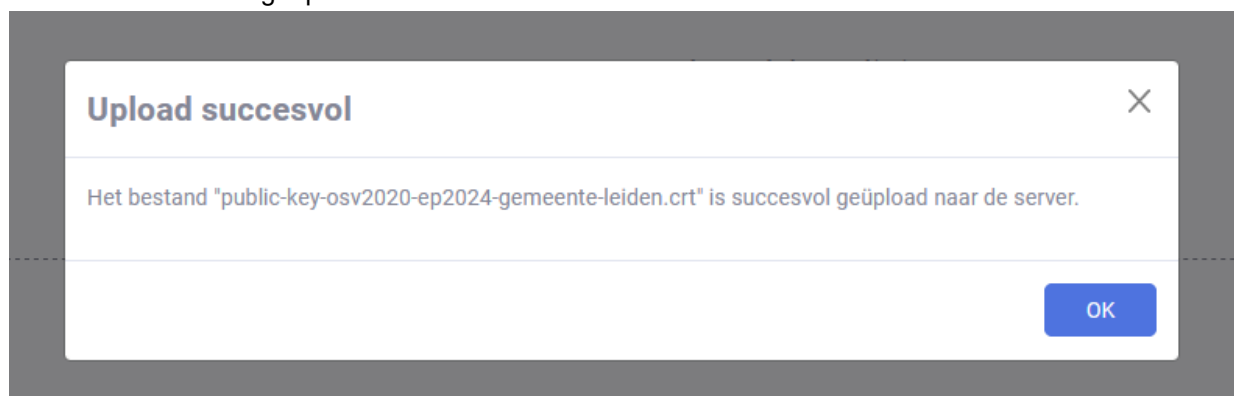 Upload succesvol
Het bestand "public-key-osv2020-ep2024-gemeente-leiden.crt" is succesvol geüpload naar de server.
OK